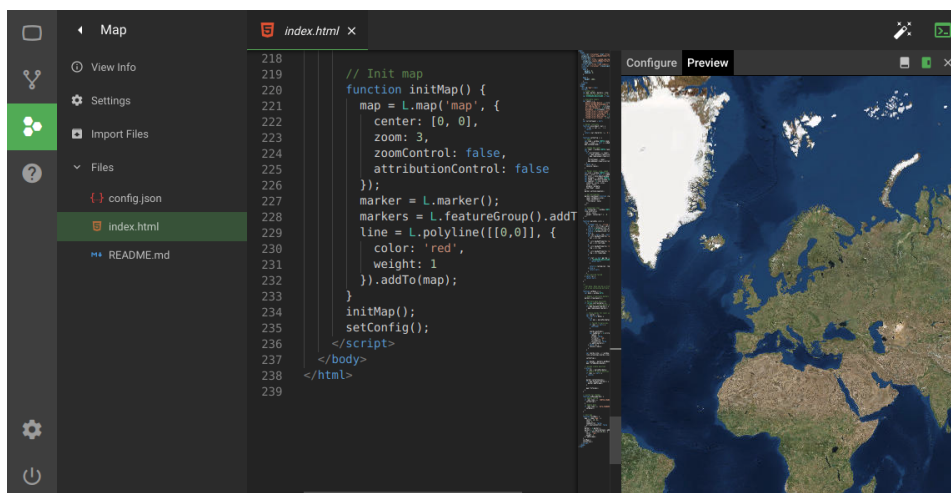 Map
index.html ×
View Info
Settings
Import Files
Files
{..} config.json
index.html
M↓ README.md
218
219 // Init map
220 function initMap() {
221 map = L.map('map', {
222 center: [0, 0],
223 zoom: 3,
224 zoomControl: false,
225 attributionControl: false
226 });
227 marker = L.marker();
228 markers = L.featureGroup().addT
229 line = L.polyline([[0,0]], {
230 color: 'red',
231 weight: 1
232 }).addTo(map);
233 }
234 initMap();
235 setConfig();
236 </script>
237 </body>
238 </html>
239
Configure Preview